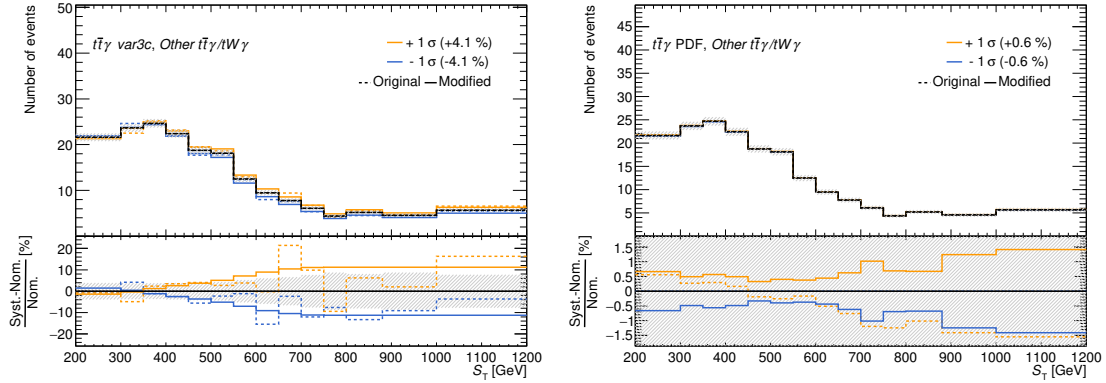 Number of events
50
40
30
20
10
tt̄γ var3c, Other tt̄γ/tWγ
+ 1 σ (+4.1 %)
- 1 σ (-4.1 %)
Original Modified
Syst.-Nom. [%]
Nom.
20
10
0
−10
−20
200 300 400 500 600 700 800 900 1000 1100 1200
S_T [GeV]
Number of events
45
40
35
30
25
20
15
10
5
tt̄γ PDF, Other tt̄γ/tWγ
+ 1 σ (+0.6 %)
- 1 σ (-0.6 %)
Original Modified
Syst.-Nom. [%]
Nom.
1.5
1.0
0.5
0.0
−0.5
−1.0
−1.5
200 300 400 500 600 700 800 900 1000 1100 1200
S_T [GeV]